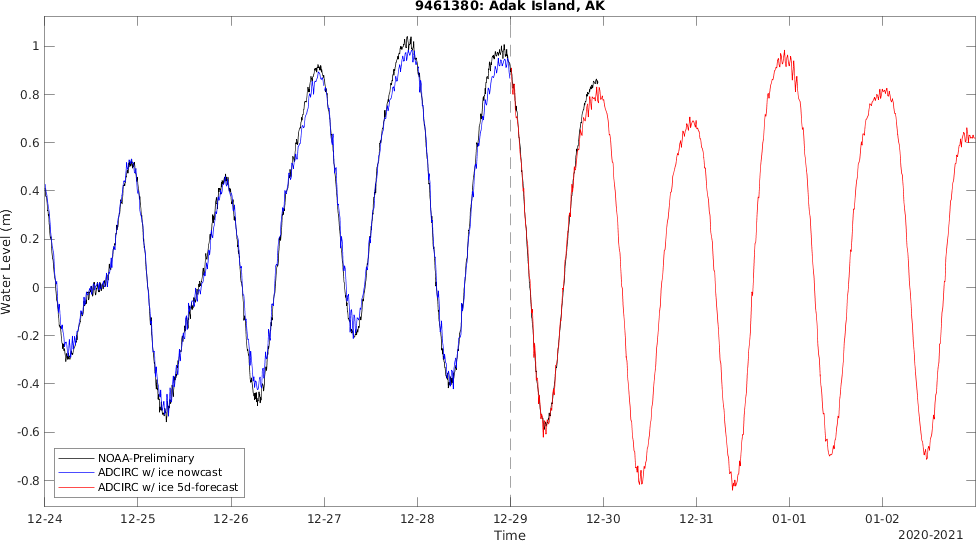 9461380: Adak Island, AK
1
0.8
0.6
0.4
0.2
0
-0.2
-0.4
-0.6
-0.8
Water Level (m)
NOAA-Preliminary
ADCIRC w/ ice nowcast
ADCIRC w/ ice 5d-forecast
12-24 12-25 12-26 12-27 12-28 12-29 12-30 12-31 01-01 01-02
Time
2020-2021